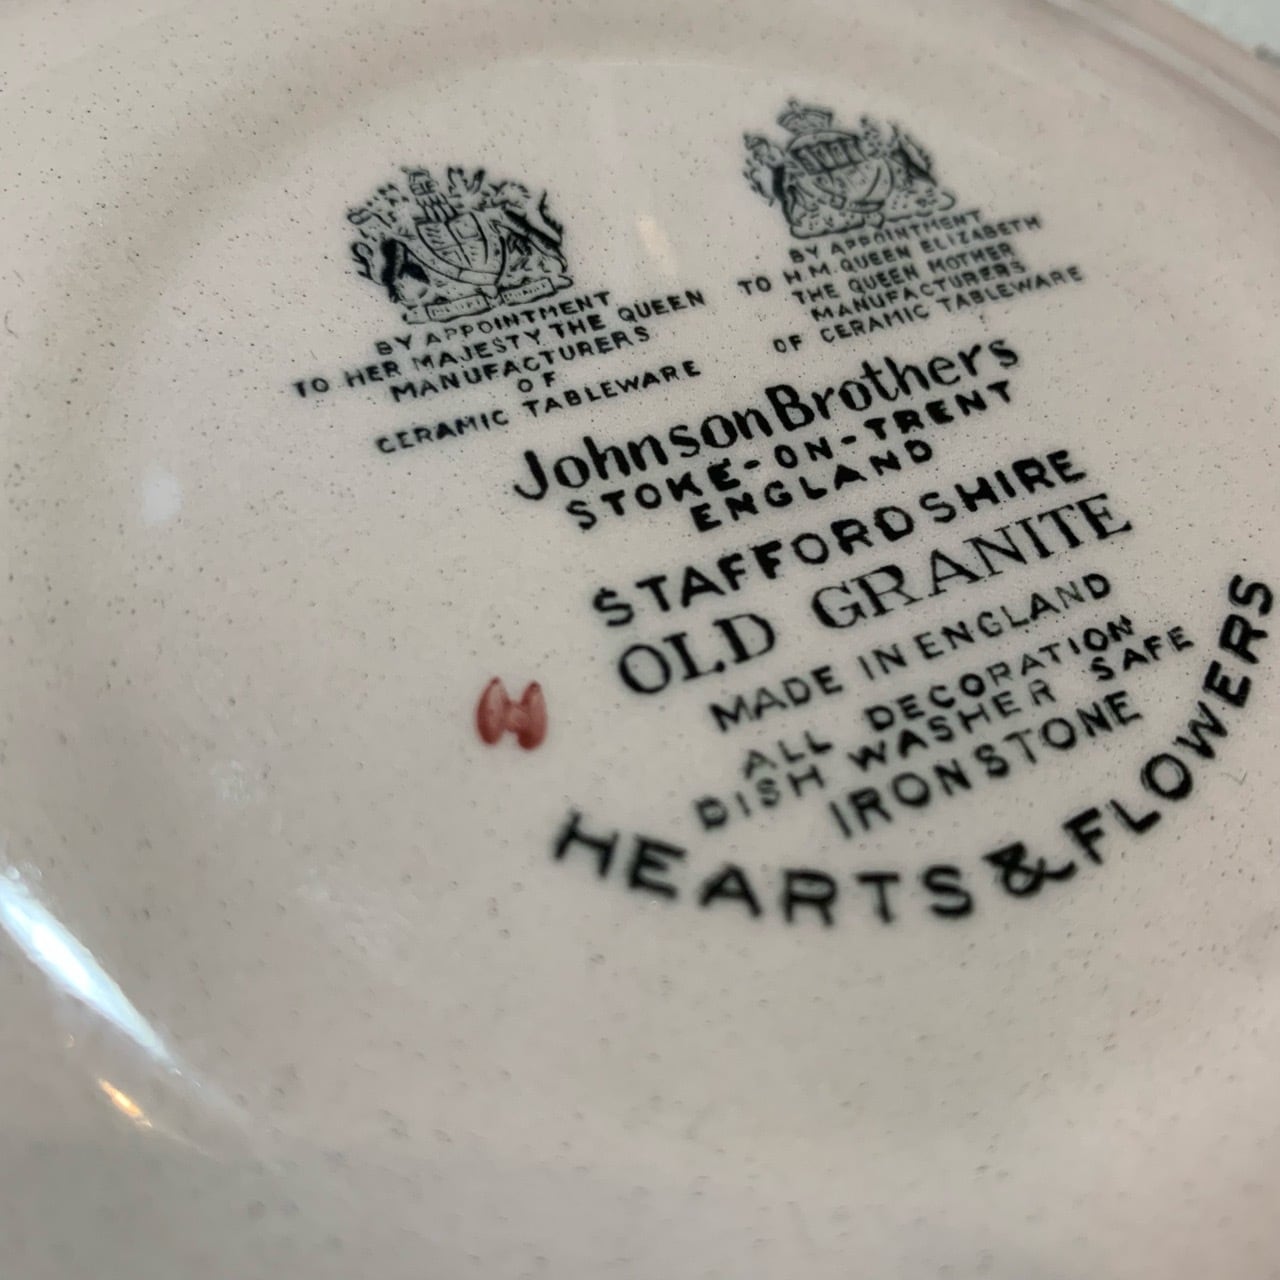 BY APPOINTMENT
TO HER MAJESTY THE QUEEN
MANUFACTURERS
OF
CERAMIC TABLEWARE
BY APPOINTMENT
TO H.M. QUEEN ELIZABETH
THE QUEEN MOTHER
MANUFACTURERS
OF CERAMIC TABLEWARE
Johnson Brothers
STOKE-ON-TRENT
ENGLAND
STAFFORDSHIRE
OLD GRANITE
MADE IN ENGLAND
ALL DECORATION
DISH WASHER SAFE
IRONSTONE
HEARTS & FLOWERS